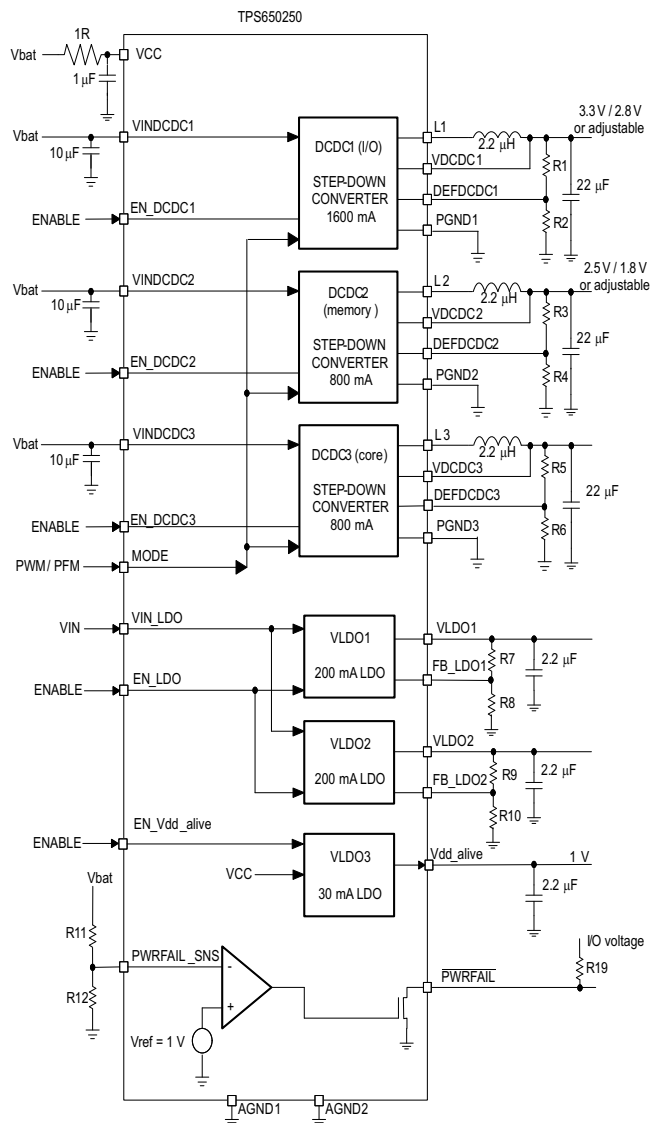 TPS650250
1R
Vbat
VCC
1 µF
Vbat
VINDCDC1
10 µF
ENABLE
EN_DCDC1
DCDC1 (I/O)
STEP-DOWN
CONVERTER
1600 mA
L1
2.2 µH
3.3 V / 2.8 V
or adjustable
VDCDC1
R1
DEFDCDC1
22 µF
R2
PGND1
Vbat
VINDCDC2
10 µF
ENABLE
EN_DCDC2
DCDC2
(memory )
STEP-DOWN
CONVERTER
800 mA
L2
2.2 µH
2.5 V / 1.8 V
or adjustable
VDCDC2
R3
DEFDCDC2
22 µF
R4
PGND2
Vbat
VINDCDC3
10 µF
ENABLE
EN_DCDC3
DCDC3 (core)
STEP-DOWN
CONVERTER
800 mA
L3
2.2 µH
VDCDC3
R5
DEFDCDC3
22 µF
R6
PGND3
PWM / PFM
MODE
VIN
VIN_LDO
ENABLE
EN_LDO
VLDO1
200 mA LDO
VLDO1
R7
2.2 µF
FB_LDO1
R8
VLDO2
200 mA LDO
VLDO2
R9
2.2 µF
FB_LDO2
R10
ENABLE
EN_Vdd_alive
VCC
VLDO3
30 mA LDO
Vdd_alive
1 V
2.2 µF
Vbat
R11
PWRFAIL_SNS
R12
-
+
Vref = 1 V
PWRFAIL
I/O voltage
R19
AGND1
AGND2